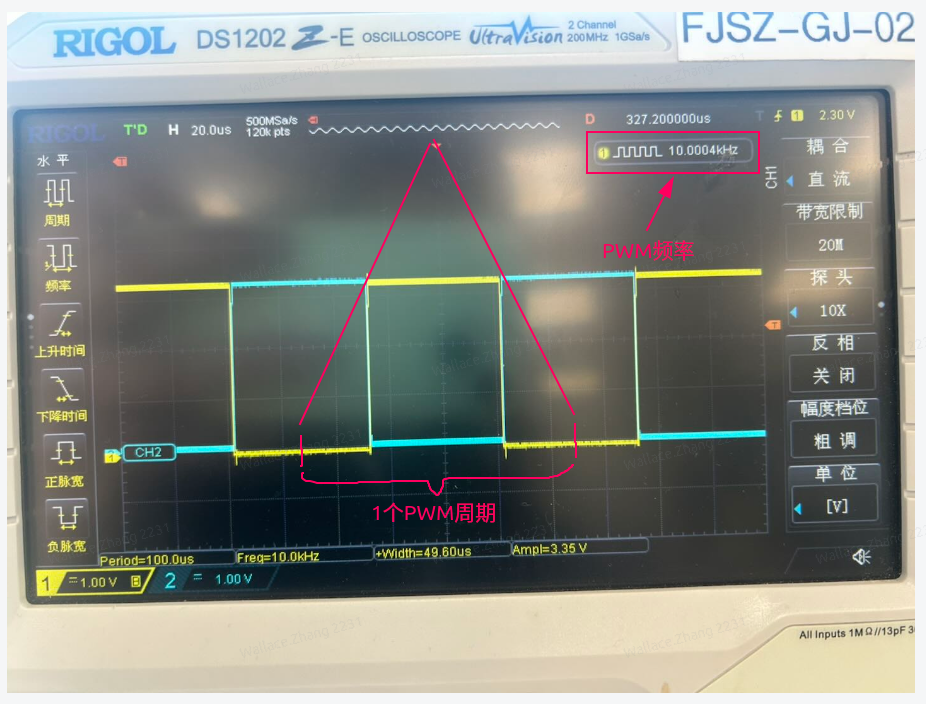 RIGOL DS1202 Z-E OSCILLOSCOPE UltraVision 2 Channel 200MHz 1GSa/s
FJSZ-GJ-02
RIGOL T'D H 20.0us 500MSa/s 120k pts D 327.200000us T 1 2.30 V
1 10.0004kHz
水平
周期
频率
上升时间
下降时间
正脉宽
负脉宽
CH1
耦合
直流
带宽限制
20M
探头
10X
反相
关闭
幅度档位
粗调
单位
[V]
PWM频率
T
T
1 CH2
1个PWM周期
Period=100.0us Freq=10.0kHz +Width=49.60us Ampl=3.35 V
1 = 1.00 V B 2 = 1.00 V
All Inputs 1MΩ//13pF 3
Wallace Zhang 2231